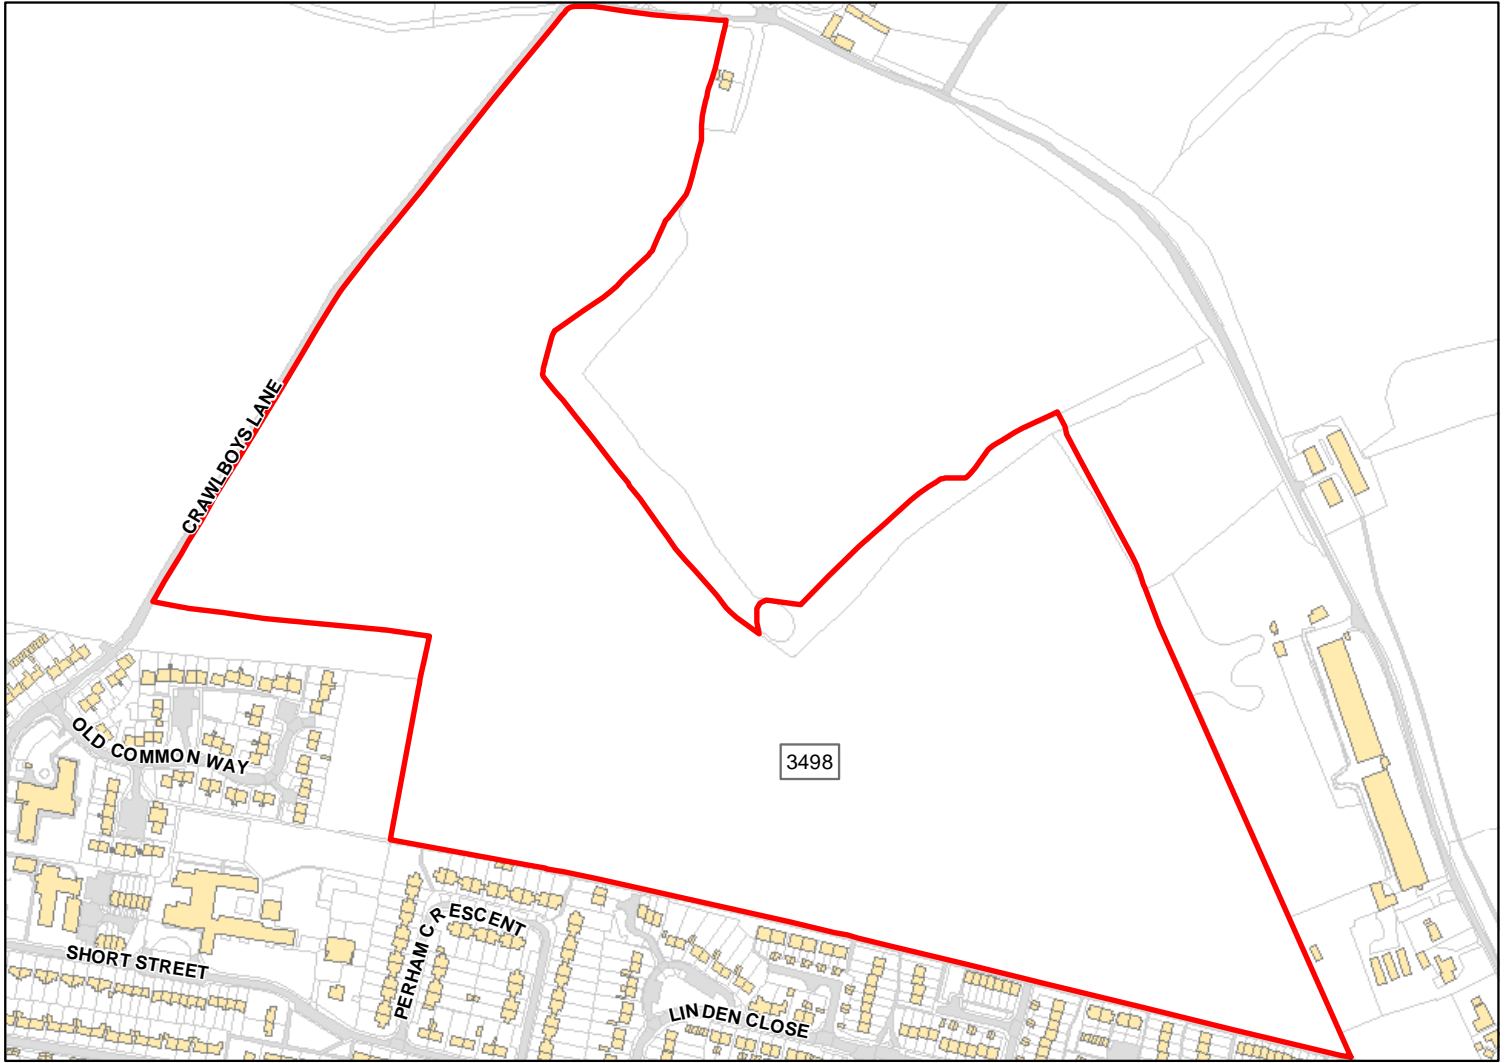 CRAWLBOYS LANE
OLD COMMON WAY
3498
PERHAM CRESCENT
SHORT STREET
LINDEN CLOSE